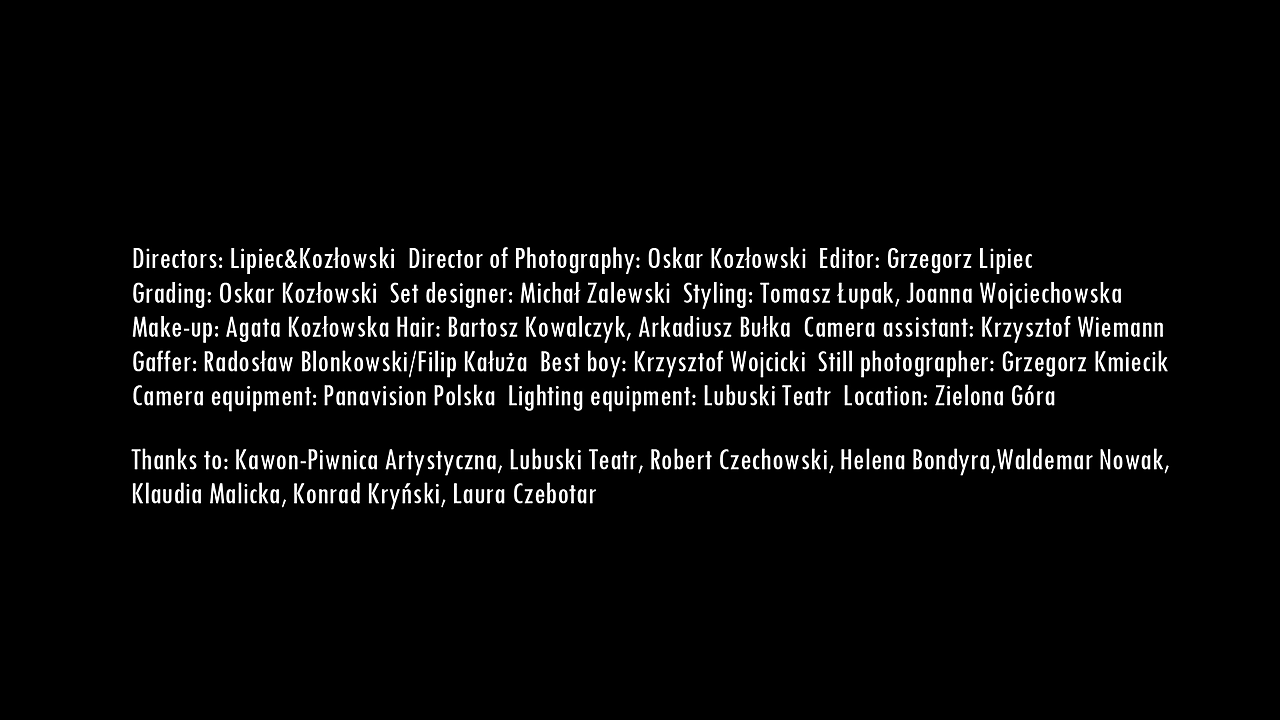 Directors: Lipiec&Kozłowski  Director of Photography: Oskar Kozłowski  Editor: Grzegorz Lipiec
Grading: Oskar Kozłowski  Set designer: Michał Zalewski  Styling: Tomasz Łupak, Joanna Wojciechowska
Make-up: Agata Kozłowska Hair: Bartosz Kowalczyk, Arkadiusz Bułka  Camera assistant: Krzysztof Wiemann
Gaffer: Radosław Blonkowski/Filip Kałuża  Best boy: Krzysztof Wojcicki  Still photographer: Grzegorz Kmiecik
Camera equipment: Panavision Polska  Lighting equipment: Lubuski Teatr  Location: Zielona Góra
Thanks to: Kawon-Piwnica Artystyczna, Lubuski Teatr, Robert Czechowski, Helena Bondyra,Waldemar Nowak,
Klaudia Malicka, Konrad Kryński, Laura Czebotar